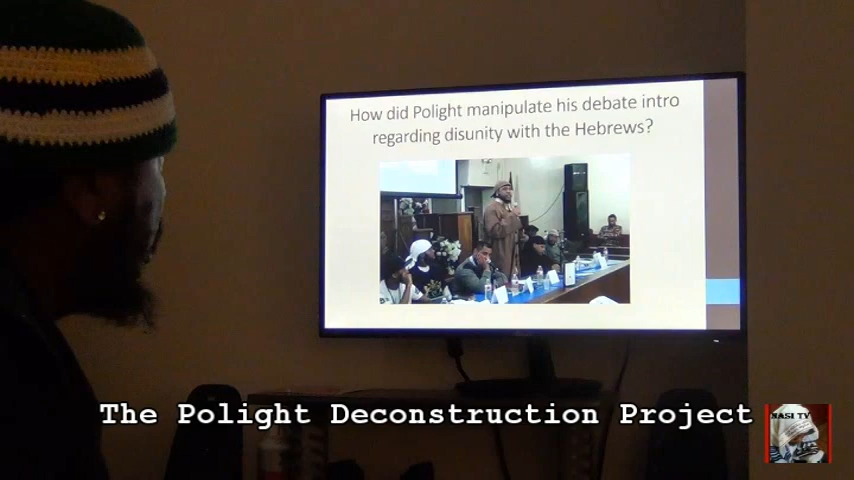 How did Polight manipulate his debate intro
regarding disunity with the Hebrews?
The Polight Deconstruction Project
NASI TV